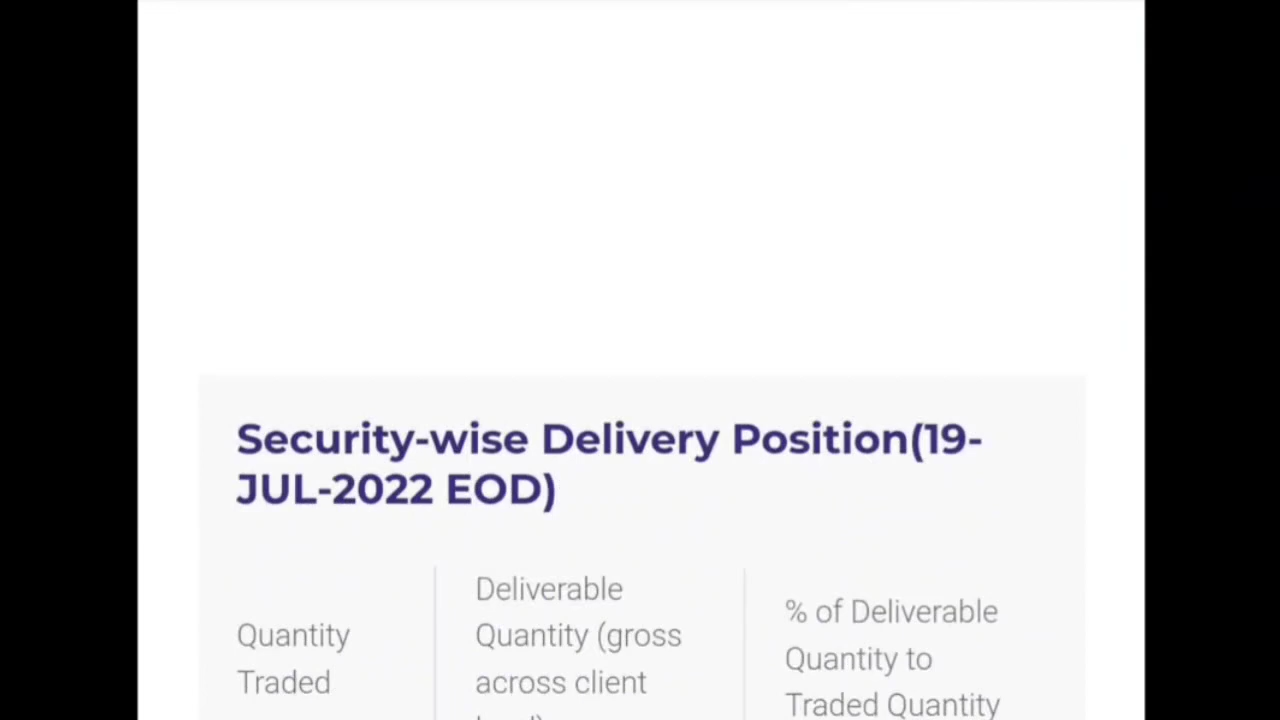 Security-wise Delivery Position(19-
JUL-2022 EOD)
Quantity
Traded
Deliverable
Quantity (gross
across client
% of Deliverable
Quantity to
Traded Quantity